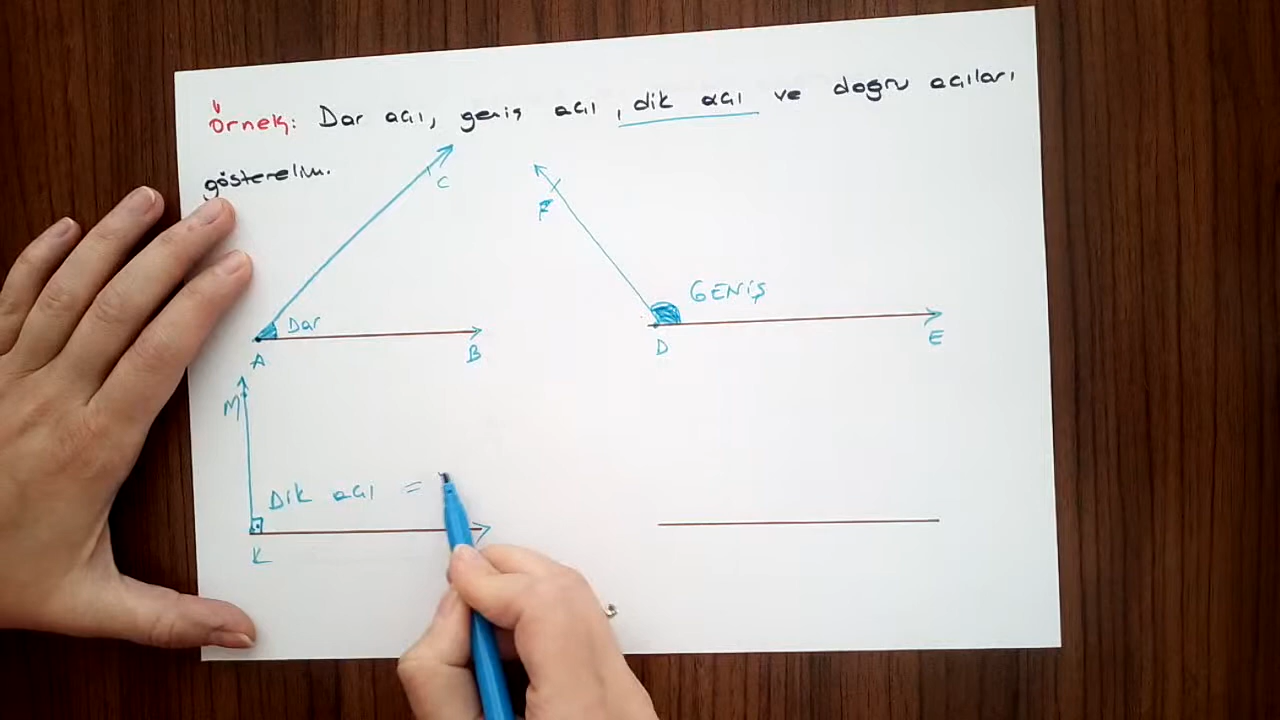 Örnek: Dar açı, geniş açı, dik açı ve doğru açıları
gösterelim.
C
F
Dar
GENİŞ
A
B
D
E
M
Dik açı =
K